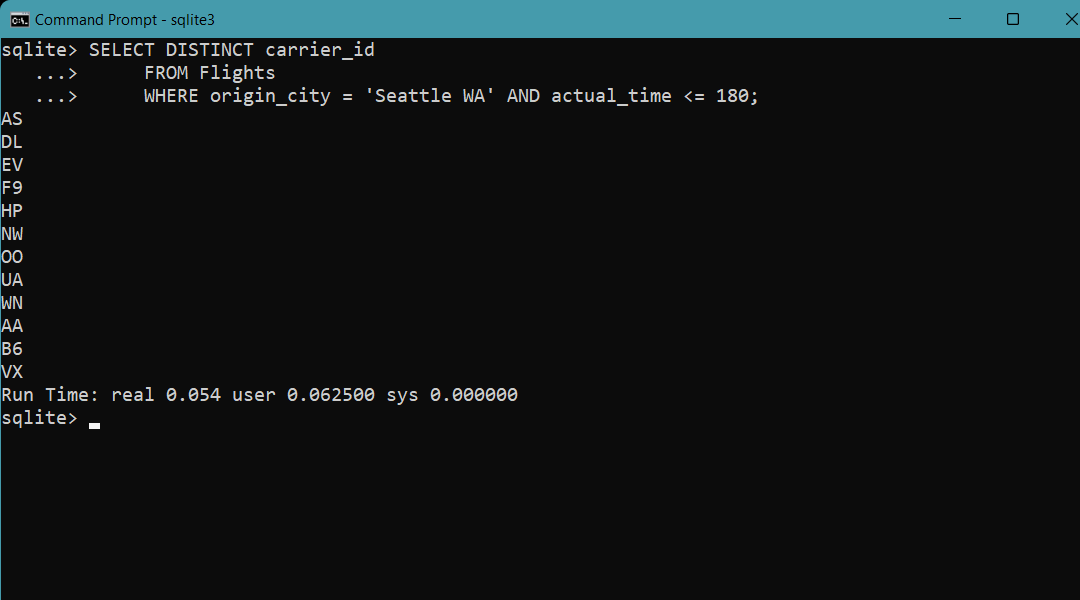 Command Prompt - sqlite3
sqlite> SELECT DISTINCT carrier_id
   ...>      FROM Flights
   ...>      WHERE origin_city = 'Seattle WA' AND actual_time <= 180;
AS
DL
EV
F9
HP
NW
OO
UA
WN
AA
B6
VX
Run Time: real 0.054 user 0.062500 sys 0.000000
sqlite>